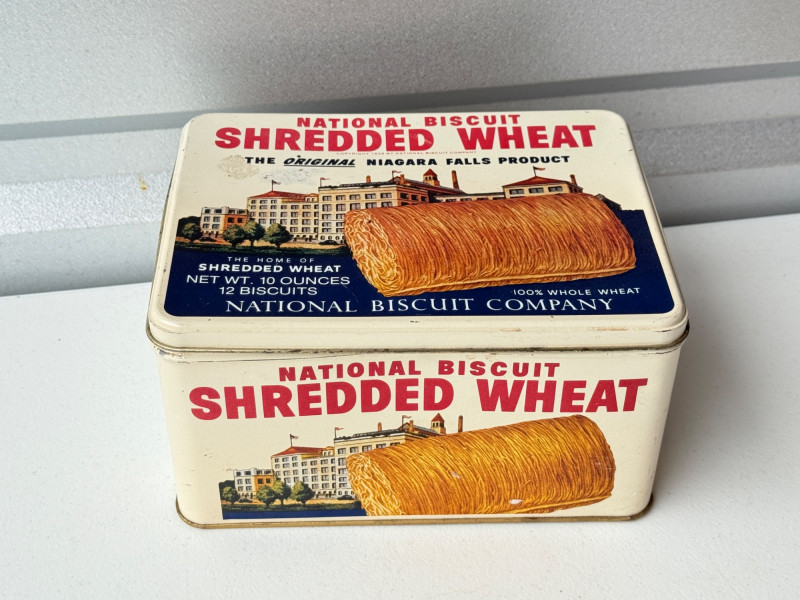 NATIONAL BISCUIT
SHREDDED WHEAT
THE ORIGINAL NIAGARA FALLS PRODUCT
THE HOME OF
SHREDDED WHEAT
NET WT. 10 OUNCES
12 BISCUITS
100% WHOLE WHEAT
NATIONAL BISCUIT COMPANY
NATIONAL BISCUIT
SHREDDED WHEAT